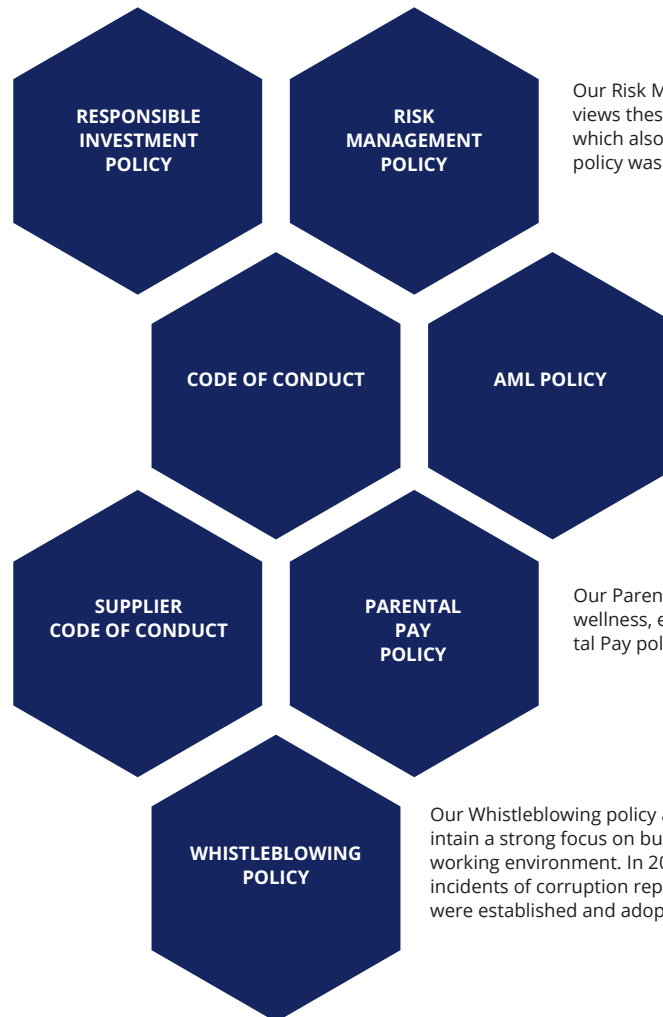 RESPONSIBLE
INVESTMENT
POLICY
RISK
MANAGEMENT
POLICY
Our Risk M
views thes
which also
policy was
CODE OF CONDUCT
AML POLICY
SUPPLIER
CODE OF CONDUCT
PARENTAL
PAY
POLICY
Our Paren
wellness, e
tal Pay pol
WHISTLEBLOWING
POLICY
Our Whistleblowing policy a
intain a strong focus on bu
working environment. In 20
incidents of corruption rep
were established and adop